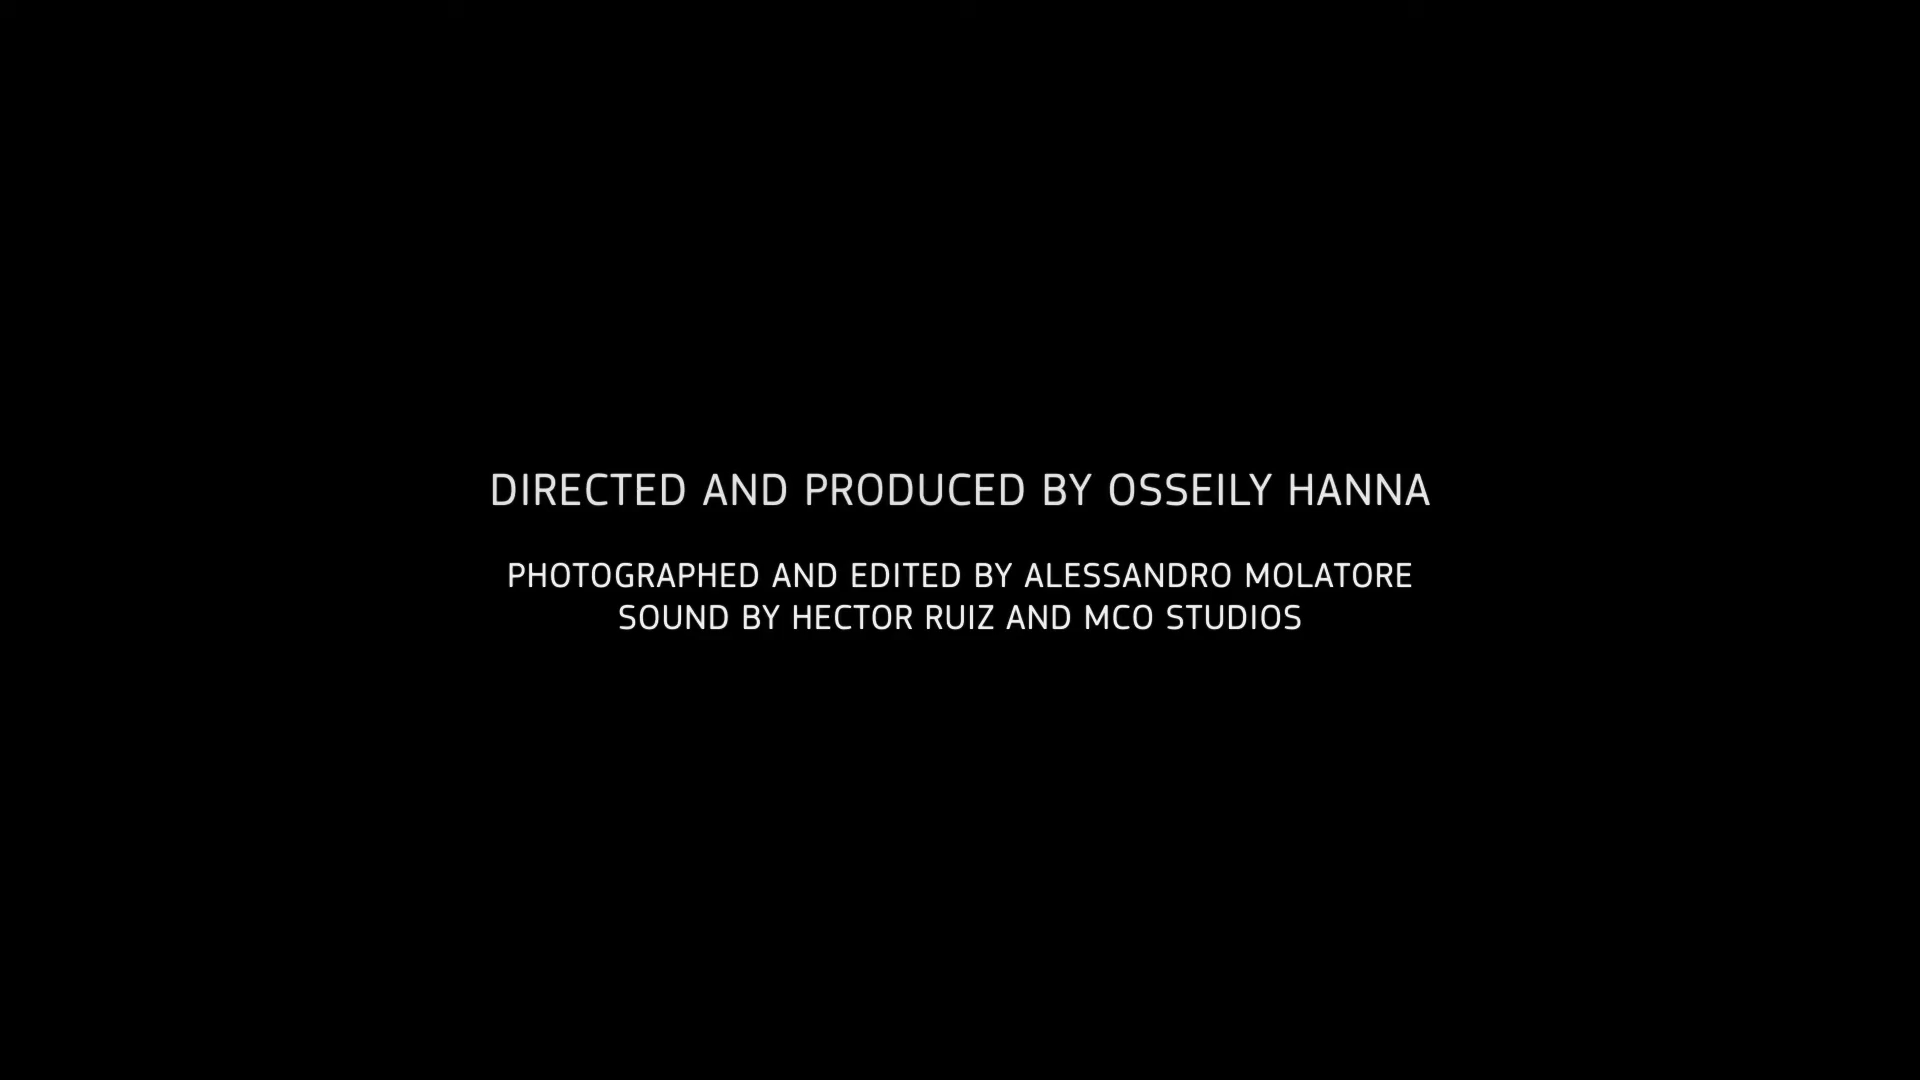 DIRECTED AND PRODUCED BY OSSEILY HANNA
PHOTOGRAPHED AND EDITED BY ALESSANDRO MOLATORE
SOUND BY HECTOR RUIZ AND MCO STUDIOS